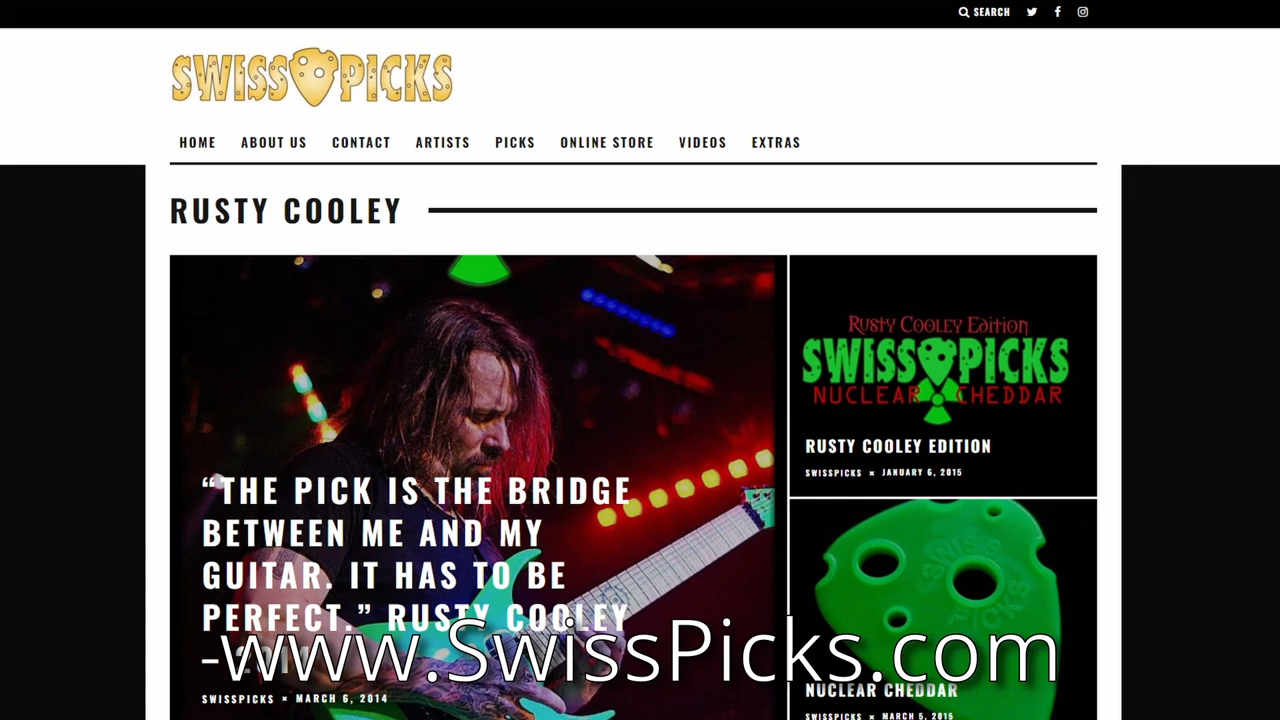 SEARCH
SWISS PICKS
HOME ABOUT US CONTACT ARTISTS PICKS ONLINE STORE VIDEOS EXTRAS
RUSTY COOLEY
“THE PICK IS THE BRIDGE
BETWEEN ME AND MY
GUITAR. IT HAS TO BE
PERFECT.” RUSTY COOLEY
SWISSPICKS × MARCH 6, 2014
RUSTY COOLEY EDITION
SWISS PICKS
NUCLEAR CHEDDAR
RUSTY COOLEY EDITION
SWISSPICKS × JANUARY 6, 2015
SWISS
PICKS
NUCLEAR CHEDDAR
SWISSPICKS × MARCH 5, 2015
www.SwissPicks.com